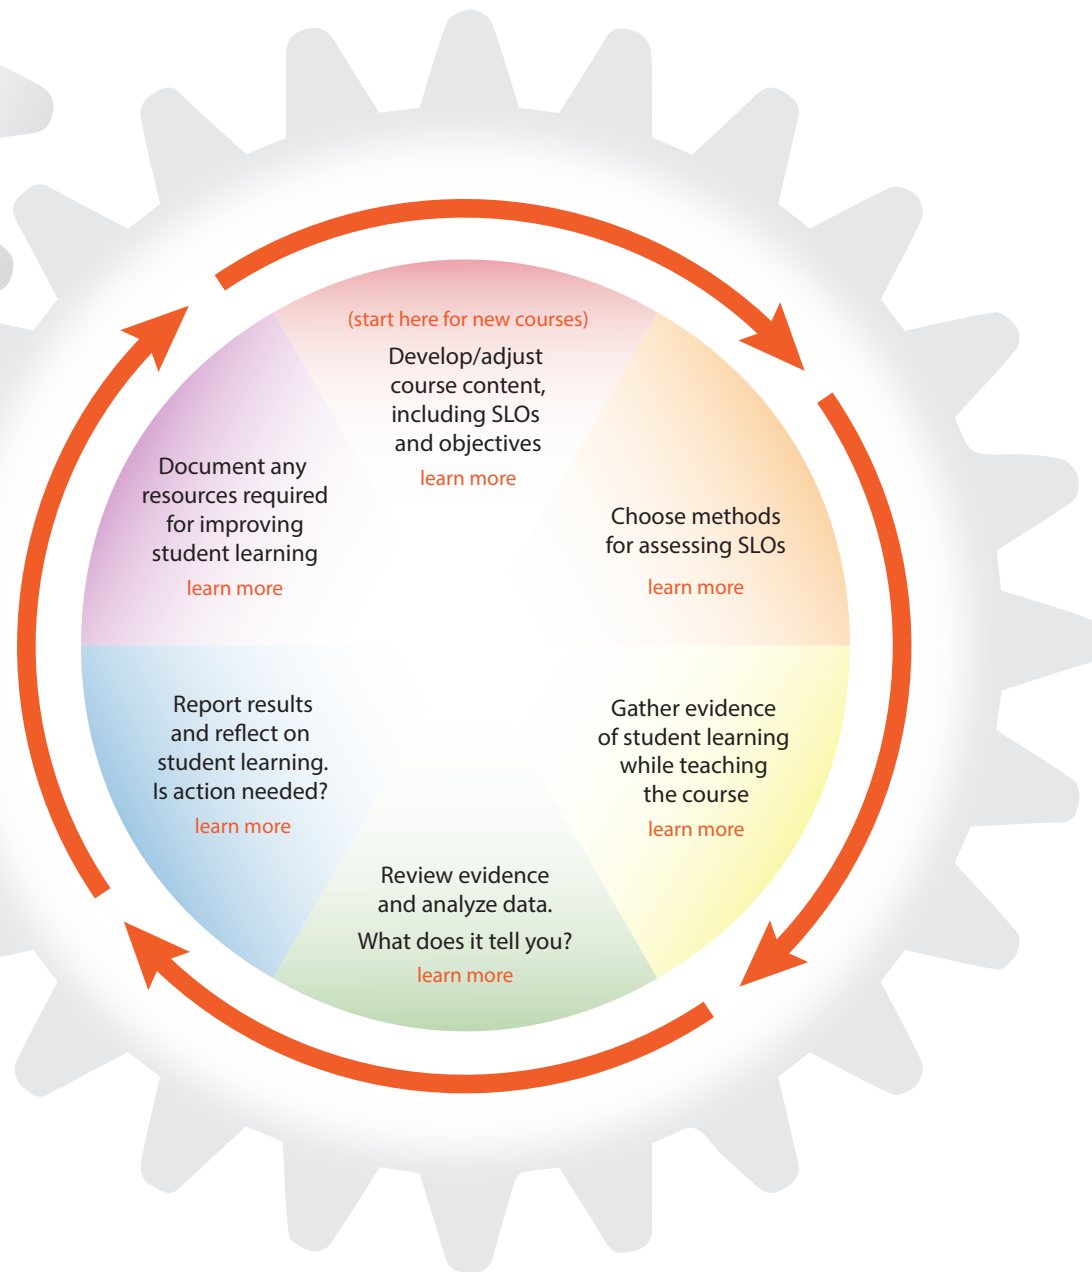 (start here for new courses)
Develop/adjust
course content,
including SLOs
and objectives
learn more
Choose methods
for assessing SLOs
learn more
Gather evidence
of student learning
while teaching
the course
learn more
Review evidence
and analyze data.
What does it tell you?
learn more
Report results
and reflect on
student learning.
Is action needed?
learn more
Document any
resources required
for improving
student learning
learn more